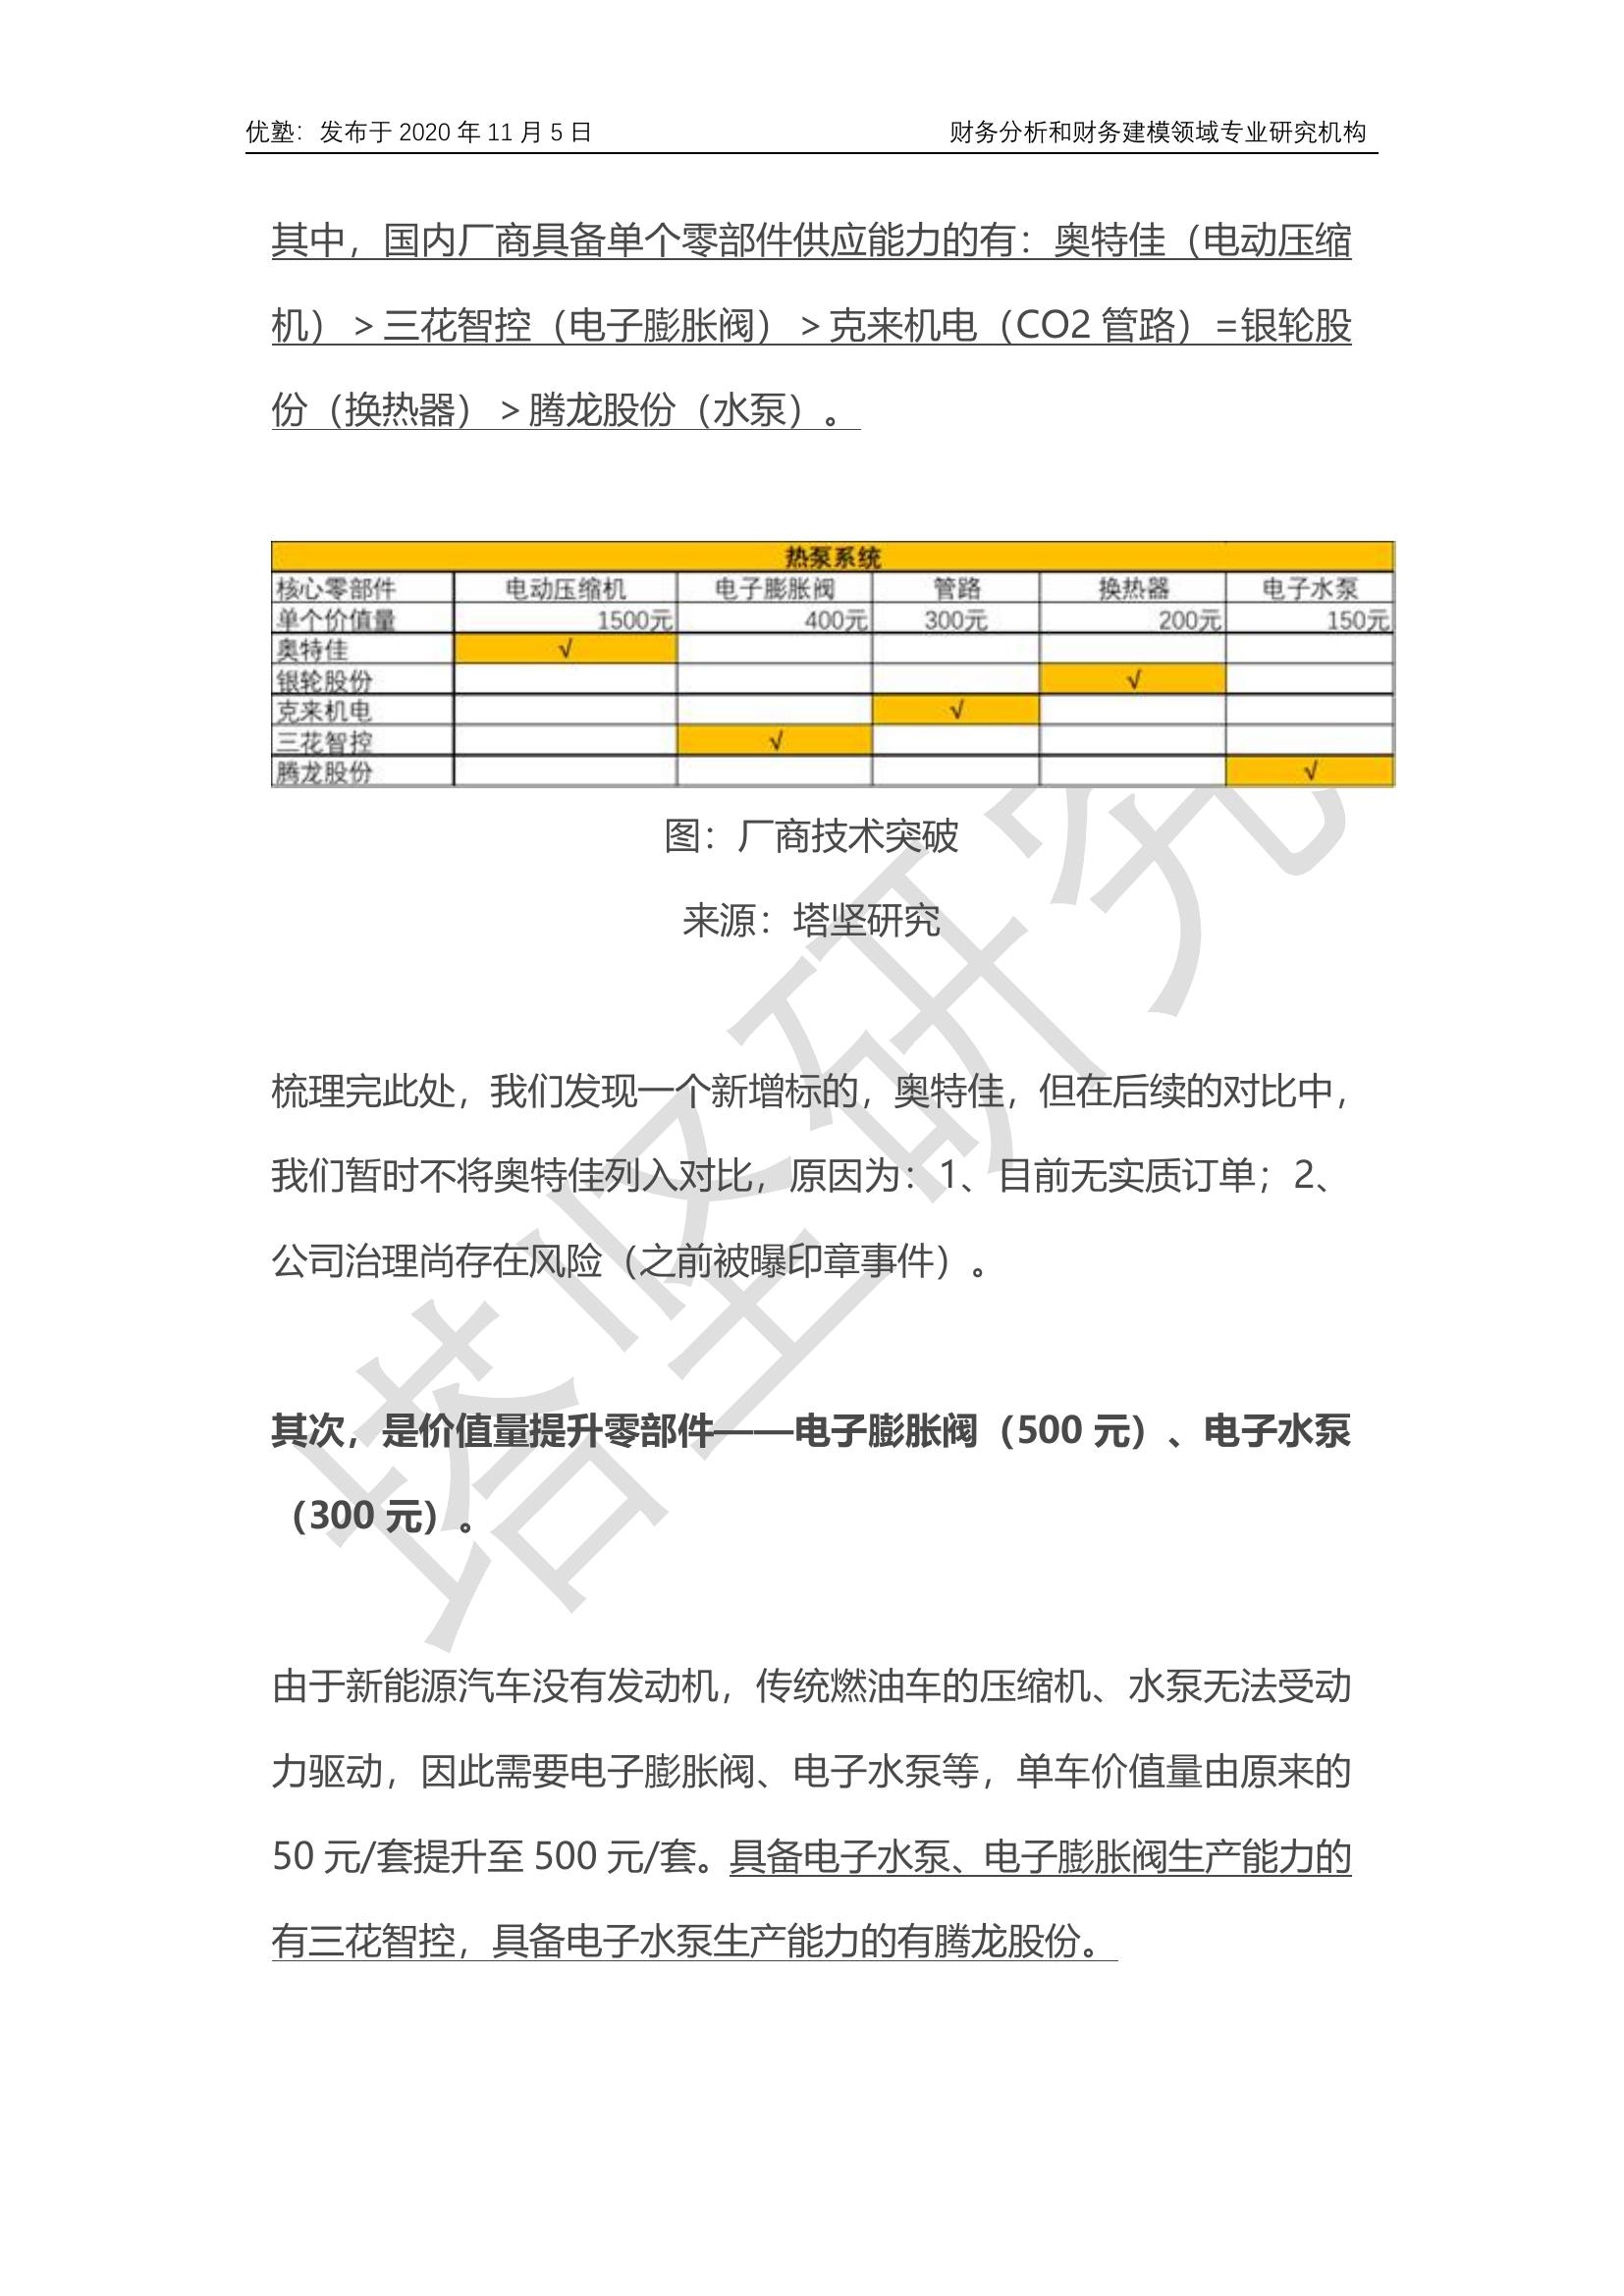 优塾：发布于 2020 年 11 月 5 日 财务分析和财务建模领域专业研究机构
其中，国内厂商具备单个零部件供应能力的有：奥特佳（电动压缩
机）＞三花智控（电子膨胀阀）＞克来机电（CO2 管路）=银轮股
份（换热器）＞腾龙股份（水泵）。
热泵系统
核心零部件 电动压缩机 电子膨胀阀 管路 换热器 电子水泵
单个价值量 1500元 400元 300元 200元 150元
奥特佳 √
银轮股份 √
克来机电 √
三花智控 √
腾龙股份 √
图：厂商技术突破
来源：塔坚研究
梳理完此处，我们发现一个新增标的，奥特佳，但在后续的对比中，
我们暂时不将奥特佳列入对比，原因为：1、目前无实质订单；2、
公司治理尚存在风险（之前被曝印章事件）。
其次，是价值量提升零部件——电子膨胀阀（500 元）、电子水泵
（300 元）。
由于新能源汽车没有发动机，传统燃油车的压缩机、水泵无法受动
力驱动，因此需要电子膨胀阀、电子水泵等，单车价值量由原来的
50 元/套提升至 500 元/套。具备电子水泵、电子膨胀阀生产能力的
有三花智控，具备电子水泵生产能力的有腾龙股份。
塔坚研究